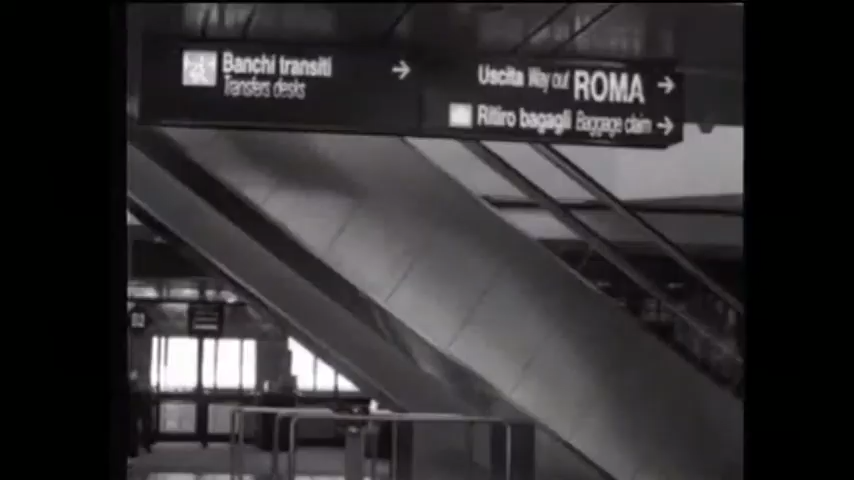 Banchi transiti
Transfers desks
Uscita Way out ROMA
Ritiro bagagli Baggage claim